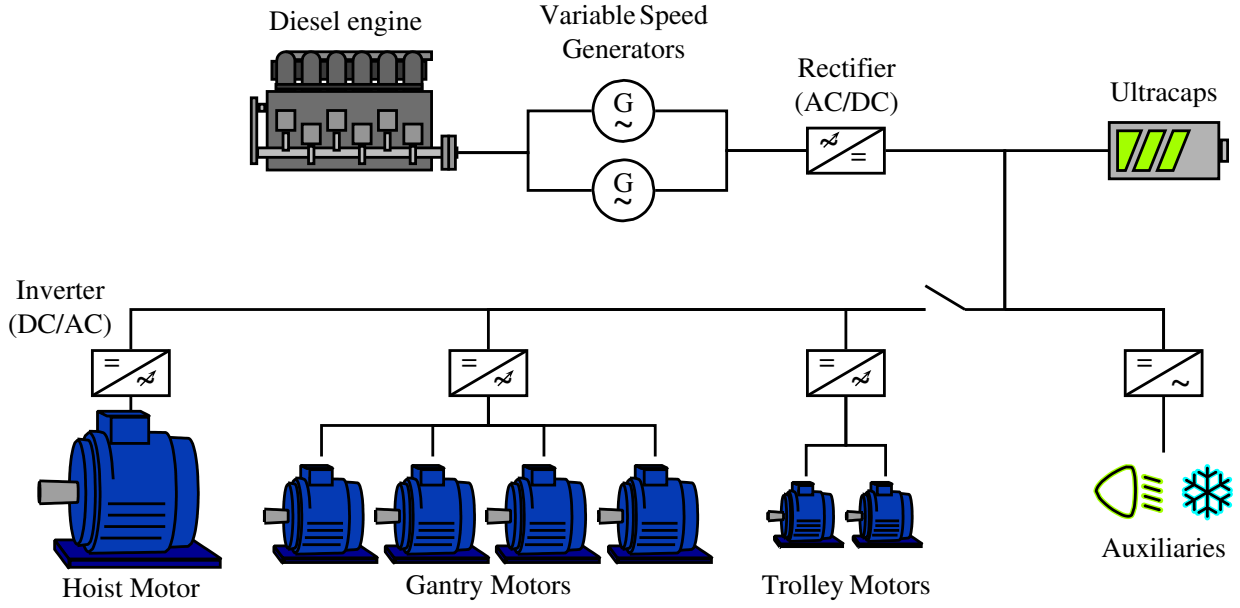 Diesel engine
Variable Speed
Generators
Rectifier
(AC/DC)
Ultracaps
G
~
G
~
=
Inverter
(DC/AC)
=
=
=
=
~
Hoist Motor
Gantry Motors
Trolley Motors
Auxiliaries